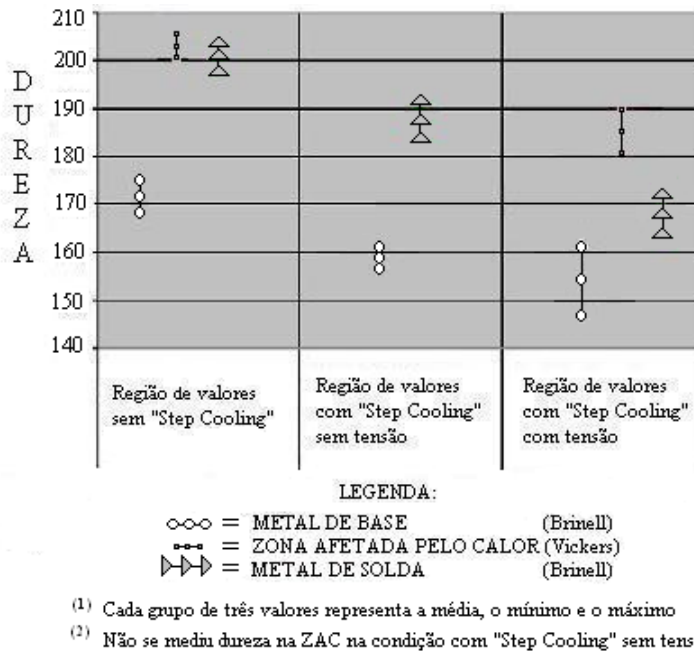 210
200
190
180
170
160
150
140
DUREZA
Região de valores
sem "Step Cooling"
Região de valores
com "Step Cooling"
sem tensão
Região de valores
com "Step Cooling"
com tensão
LEGENDA:
= METAL DE BASE (Brinell)
= ZONA AFETADA PELO CALOR (Vickers)
= METAL DE SOLDA (Brinell)
(1) Cada grupo de três valores representa a média, o mínimo e o máximo
(2) Não se mediu dureza na ZAC na condição com "Step Cooling" sem tens